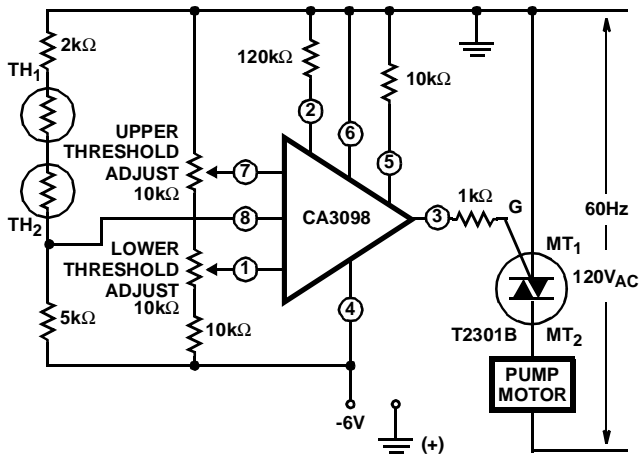 2kΩ
TH1
TH2
5kΩ
UPPER
THRESHOLD
ADJUST
10kΩ
LOWER
THRESHOLD
ADJUST
10kΩ
10kΩ
120kΩ
10kΩ
2
6
5
7
8
1
CA3098
3
4
1kΩ
G
MT1
MT2
T2301B
60Hz
120VAC
PUMP
MOTOR
-6V
(+)